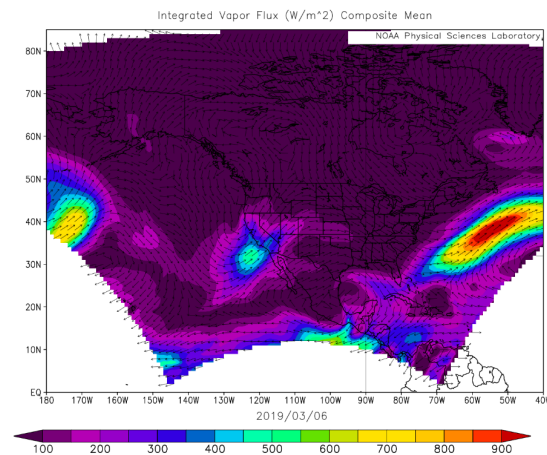 Integrated Vapor Flux (W/m^2) Composite Mean
NOAA Physical Sciences Laboratory
80N
70N
60N
50N
40N
30N
20N
10N
EQ
180 170W 160W 150W 140W 130W 120W 110W 100W 90W 80W 70W 60W 50W 40
2019/03/06
100 200 300 400 500 600 700 800 900